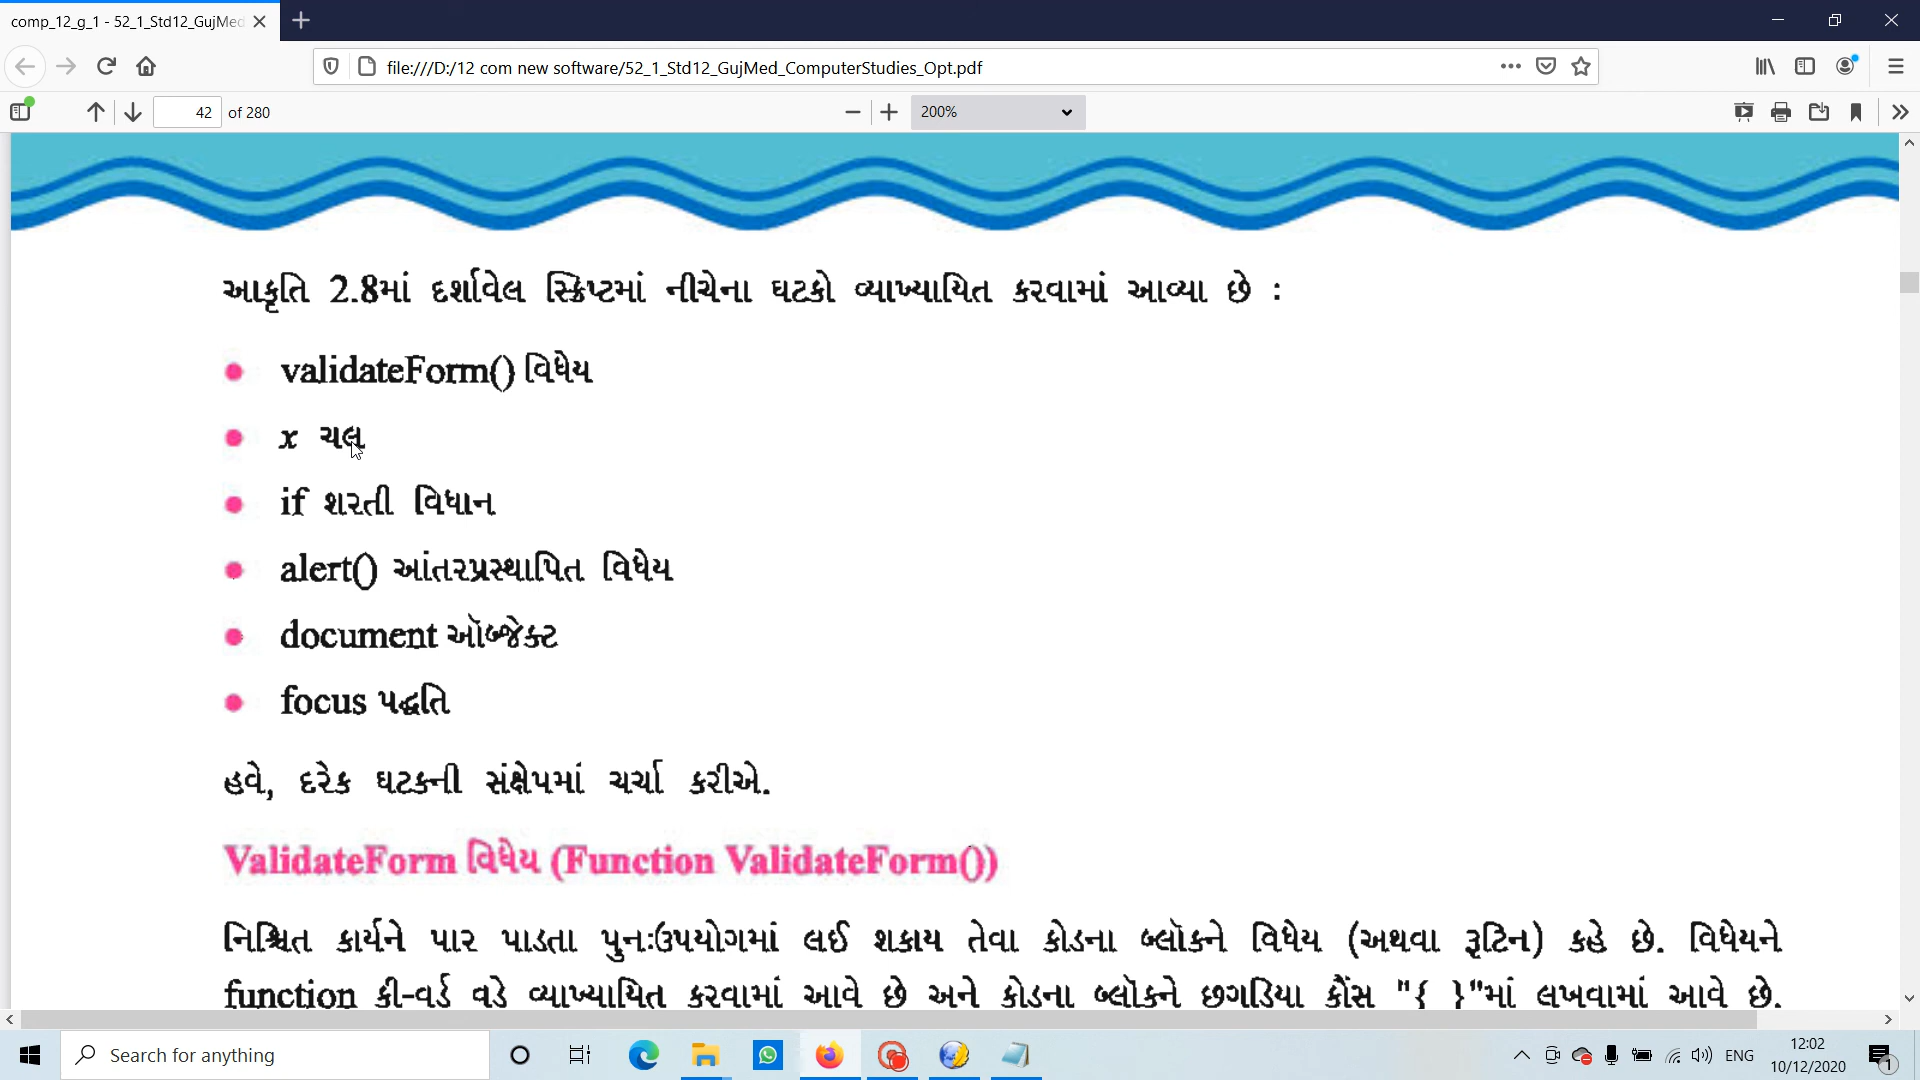 comp_12_g_1 - 52_1_Std12_GujMed
file:///D:/12 com new software/52_1_Std12_GujMed_ComputerStudies_Opt.pdf
42 of 280
200%
આકૃતિ 2.8માં દર્શાવેલ સ્ક્રિપ્ટમાં નીચેના ઘટકો વ્યાખ્યાયિત કરવામાં આવ્યા છે :
validateForm() વિધેય
x ચલ
if શરતી વિધાન
alert() આંતરપ્રસ્થાપિત વિધેય
document ઑબ્જેક્ટ
focus પદ્ધતિ
હવે, દરેક ઘટકની સંક્ષેપમાં ચર્ચા કરીએ.
ValidateForm વિધેય (Function ValidateForm())
નિશ્ચિત કાર્યને પાર પાડતા પુનઃઉપયોગમાં લઈ શકાય તેવા કોડના બ્લૉકને વિધેય (અથવા રૂટિન) કહે છે. વિધેયને
function કી-વર્ડ વડે વ્યાખ્યાયિત કરવામાં આવે છે અને કોડના બ્લૉકને છગડિયા કૌંસ "{ }"માં લખવામાં આવે છે.
Search for anything
ENG
12:02
10/12/2020
1